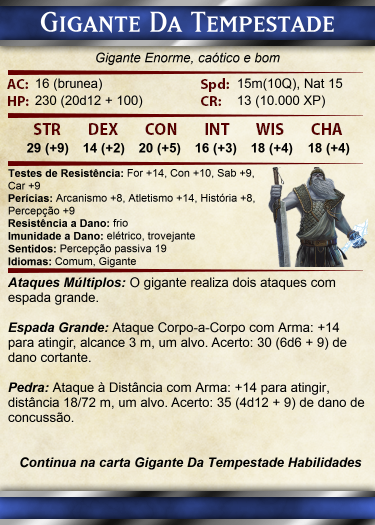 Gigante Da Tempestade
Gigante Enorme, caótico e bom
AC: 16 (brunea) Spd: 15m(10Q), Nat 15
HP: 230 (20d12 + 100) CR: 13 (10.000 XP)
STR DEX CON INT WIS CHA
29 (+9) 14 (+2) 20 (+5) 16 (+3) 18 (+4) 18 (+4)
Testes de Resistência: For +14, Con +10, Sab +9,
Car +9
Perícias: Arcanismo +8, Atletismo +14, História +8,
Percepção +9
Resistência a Dano: frio
Imunidade a Dano: elétrico, trovejante
Sentidos: Percepção passiva 19
Idiomas: Comum, Gigante
Ataques Múltiplos: O gigante realiza dois ataques com
espada grande.
Espada Grande: Ataque Corpo-a-Corpo com Arma: +14
para atingir, alcance 3 m, um alvo. Acerto: 30 (6d6 + 9) de
dano cortante.
Pedra: Ataque à Distância com Arma: +14 para atingir,
distância 18/72 m, um alvo. Acerto: 35 (4d12 + 9) de dano de
concussão.
Continua na carta Gigante Da Tempestade Habilidades